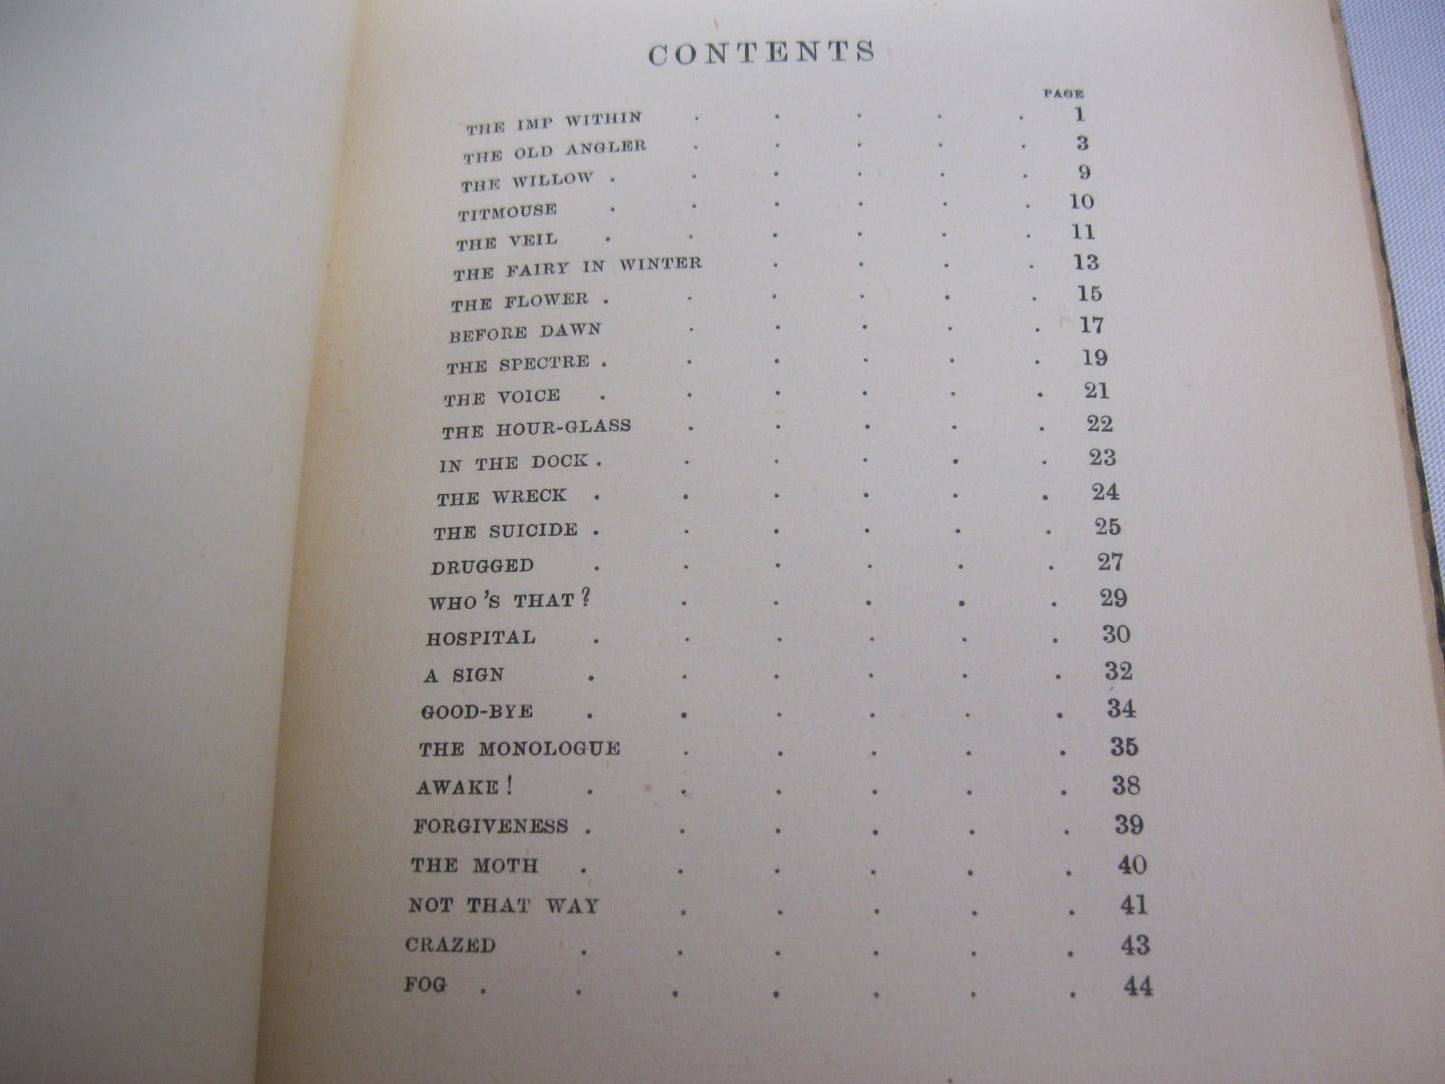 CONTENTS
PAGE
THE IMP WITHIN . . . . . 1
THE OLD ANGLER . . . . . 3
THE WILLOW . . . . . . 9
TITMOUSE . . . . . . 10
THE VEIL . . . . . . 11
THE FAIRY IN WINTER . . . . 13
THE FLOWER . . . . . . 15
BEFORE DAWN . . . . . 17
THE SPECTRE . . . . . . 19
THE VOICE . . . . . . 21
THE HOUR-GLASS . . . . . 22
IN THE DOCK . . . . . . 23
THE WRECK . . . . . . 24
THE SUICIDE . . . . . . 25
DRUGGED . . . . . . 27
WHO'S THAT? . . . . . 29
HOSPITAL . . . . . . 30
A SIGN . . . . . . 32
GOOD-BYE . . . . . . 34
THE MONOLOGUE . . . . . 35
AWAKE! . . . . . . 38
FORGIVENESS . . . . . . 39
THE MOTH . . . . . . 40
NOT THAT WAY . . . . . 41
CRAZED . . . . . . 43
FOG . . . . . . . 44